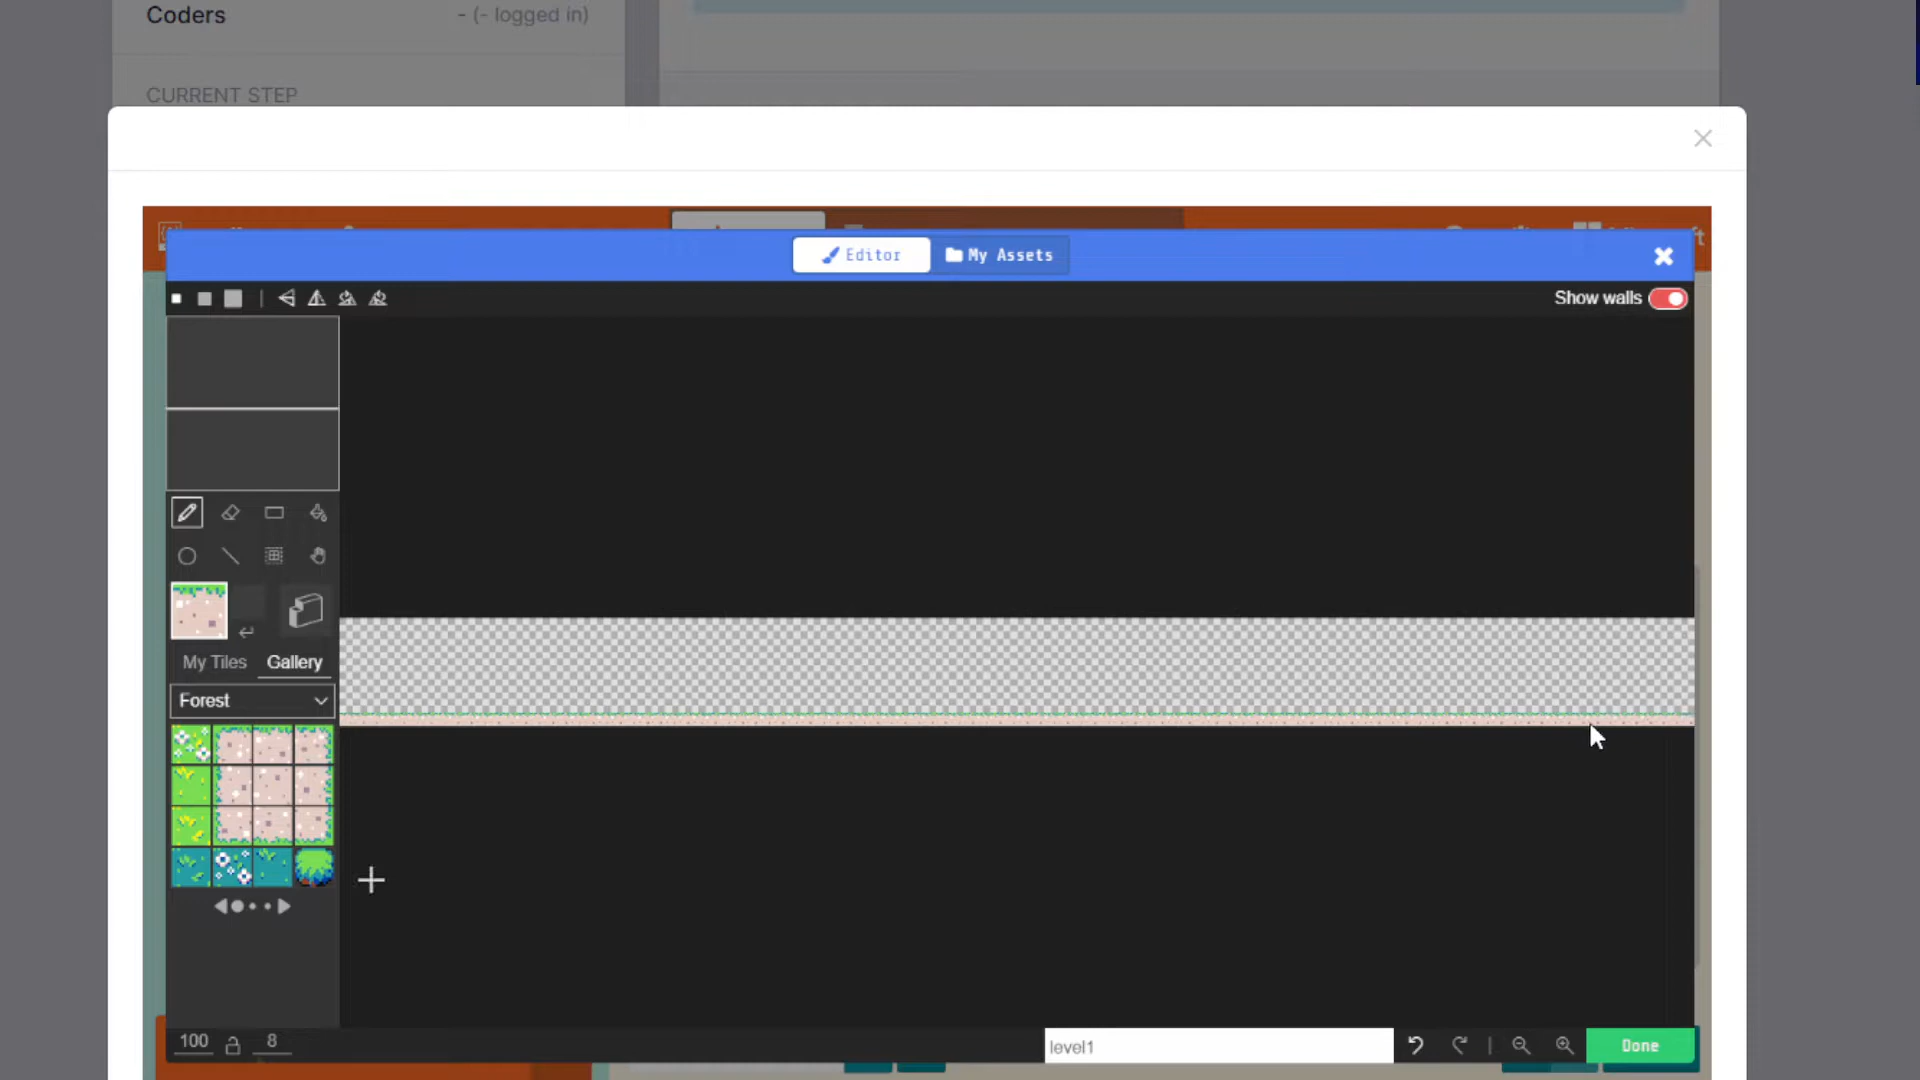 Coders - (- logged in)
CURRENT STEP
Editor My Assets
Show walls
My Tiles Gallery
Forest
100 8
level1
Done